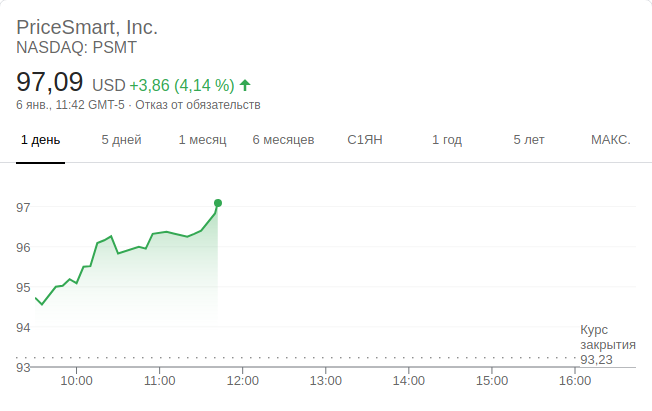 PriceSmart, Inc.
NASDAQ: PSMT
97,09 USD +3,86 (4,14 %)
6 янв., 11:42 GMT-5 · Отказ от обязательств
1 день 5 дней 1 месяц 6 месяцев С1ЯН 1 год 5 лет МАКС.
97
96
95
94
93
Курс
закрытия
93,23
10:00 11:00 12:00 13:00 14:00 15:00 16:00